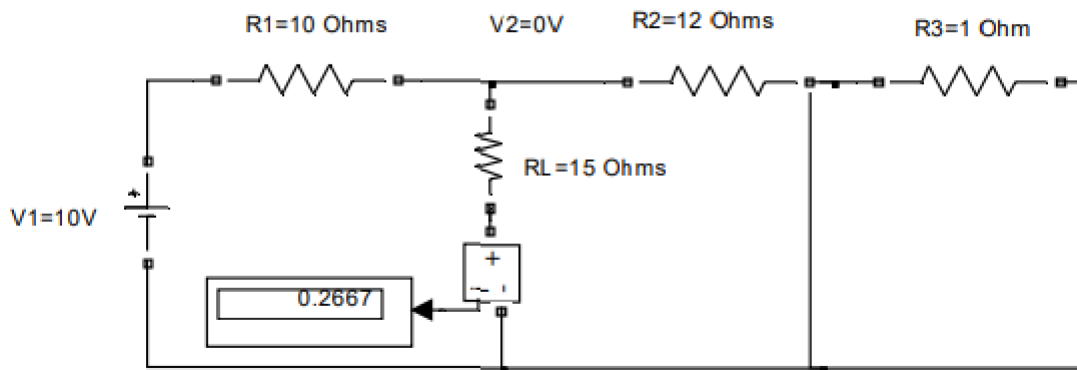 R1=10 Ohms
V2=0V
R2=12 Ohms
R3=1 Ohm
RL=15 Ohms
V1=10V
+
0.2667